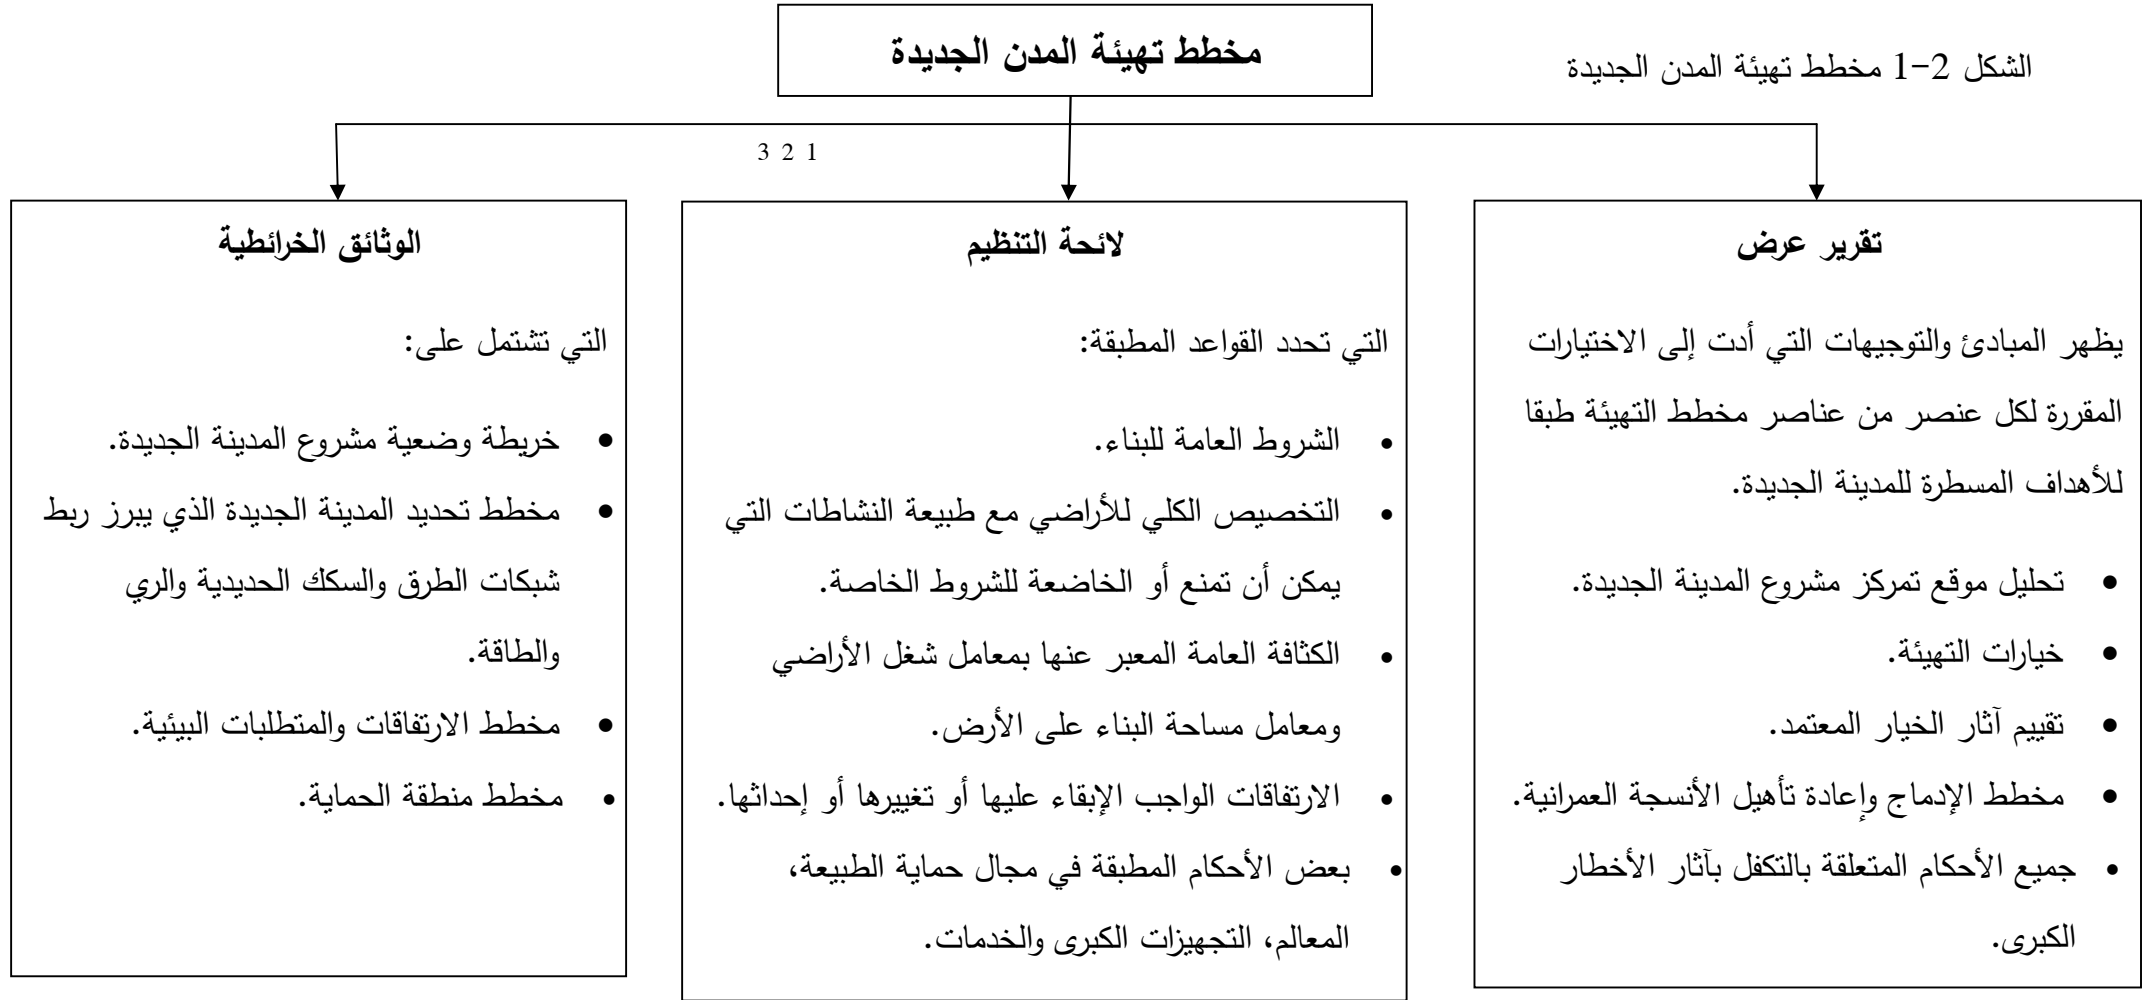 الشكل 2-1 مخطط تهيئة المدن الجديدة
مخطط تهيئة المدن الجديدة
1 2 3
تقرير عرض
يظهر المبادئ والتوجيهات التي أدت إلى الاختيارات
المقررة لكل عنصر من عناصر مخطط التهيئة طبقا
للأهداف المسطرة للمدينة الجديدة.
• تحليل موقع تمركز مشروع المدينة الجديدة.
• خيارات التهيئة.
• تقييم آثار الخيار المعتمد.
• مخطط الإدماج وإعادة تأهيل الأنسجة العمرانية.
• جميع الأحكام المتعلقة بالتكفل بآثار الأخطار
الكبرى.
لائحة التنظيم
التي تحدد القواعد المطبقة:
• الشروط العامة للبناء.
• التخصيص الكلي للأراضي مع طبيعة النشاطات التي
يمكن أن تمنع أو الخاضعة للشروط الخاصة.
• الكثافة العامة المعبر عنها بمعامل شغل الأراضي
ومعامل مساحة البناء على الأرض.
• الارتفاقات الواجب الإبقاء عليها أو تغييرها أو إحداثها.
• بعض الأحكام المطبقة في مجال حماية الطبيعة،
المعالم، التجهيزات الكبرى والخدمات.
الوثائق الخرائطية
التي تشتمل على:
• خريطة وضعية مشروع المدينة الجديدة.
• مخطط تحديد المدينة الجديدة الذي يبرز ربط
شبكات الطرق والسكك الحديدية والري
والطاقة.
• مخطط الارتفاقات والمتطلبات البيئية.
• مخطط منطقة الحماية.